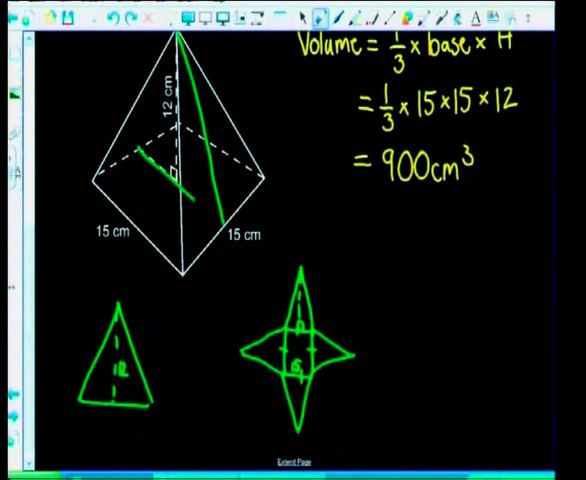 Volume = 1/3 × base × H
= 1/3 × 15 × 15 × 12
= 900cm³
12 cm
15 cm
15 cm
12
15
Extend Page